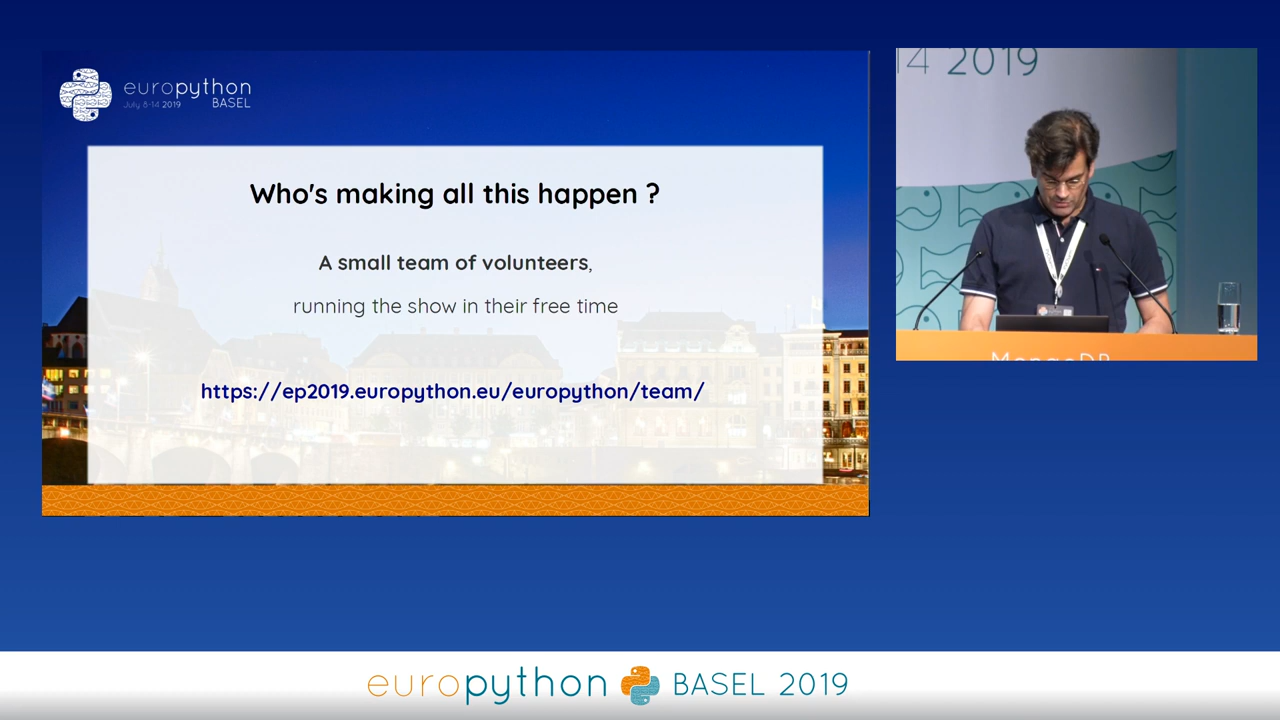 europython
July 8-14 2019 BASEL
Who's making all this happen ?
A small team of volunteers,
running the show in their free time
https://ep2019.europython.eu/europython/team/
14 2019
MongoDB
europython BASEL 2019